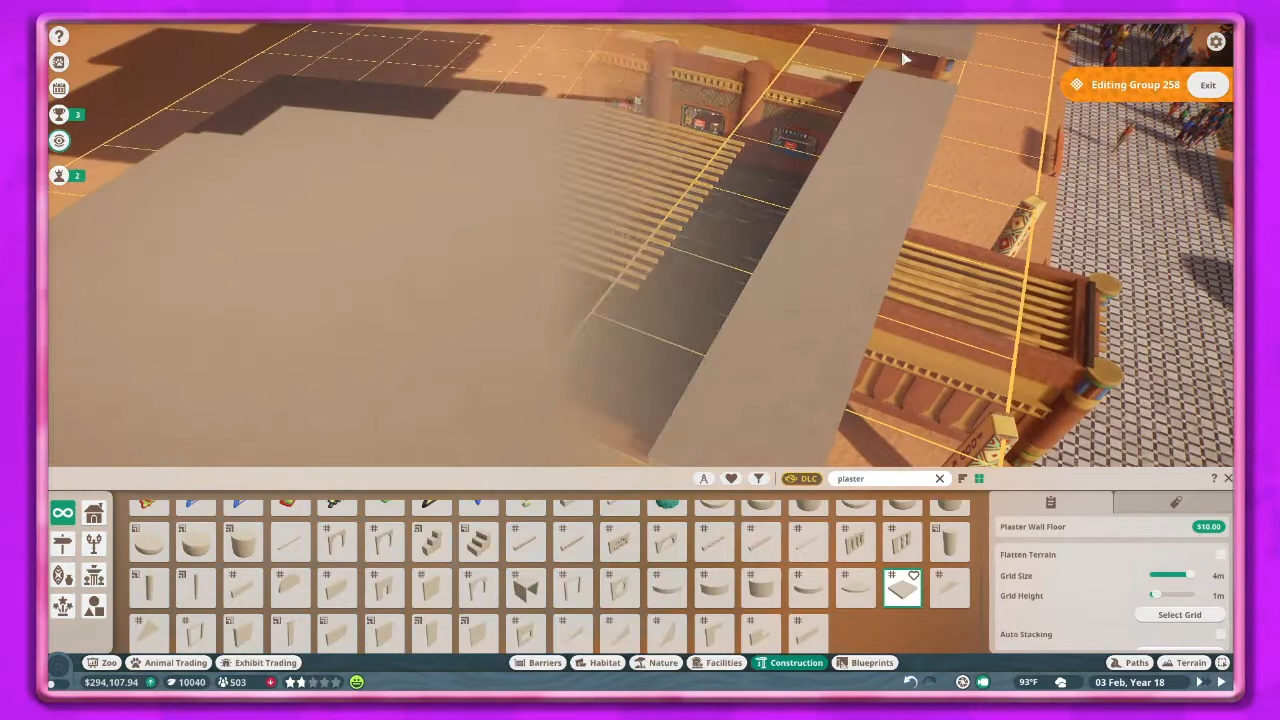 ?
Editing Group 258 Exit
3
2
DLC plaster ?
Plaster Wall Floor $10.00
Flatten Terrain
Grid Size 4m
Grid Height 1m
Select Grid
Auto Stacking
Zoo Animal Trading Exhibit Trading Barriers Habitat Nature Facilities Construction Blueprints Paths Terrain
$294,107.94 10040 503 93°F 03 Feb, Year 18